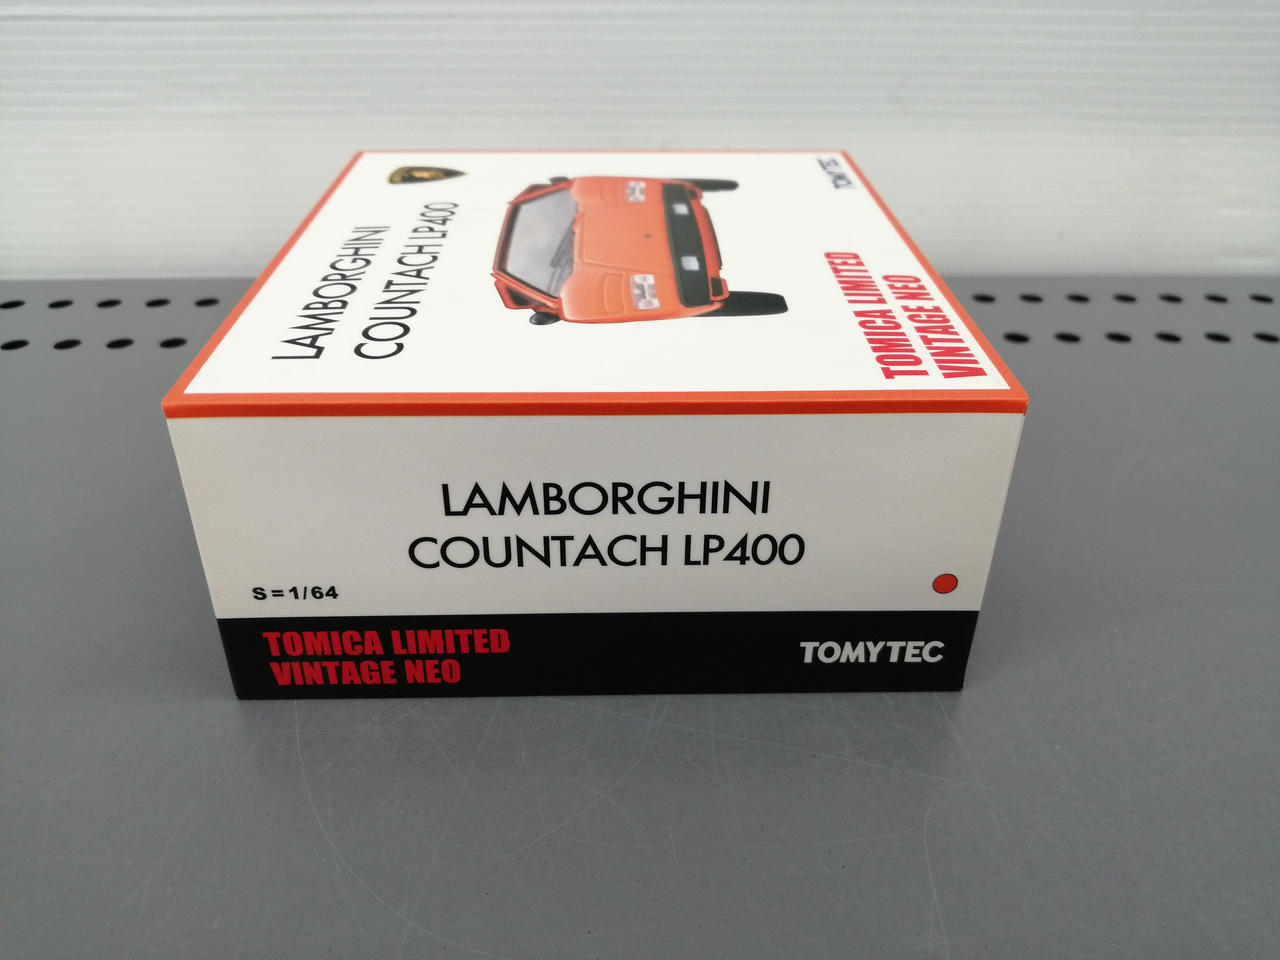 LAMBORGHINI
COUNTACH LP400
TOMYTEC
TOMICA LIMITED
VINTAGE NEO
LAMBORGHINI
COUNTACH LP400
S=1/64
TOMICA LIMITED
VINTAGE NEO
TOMYTEC